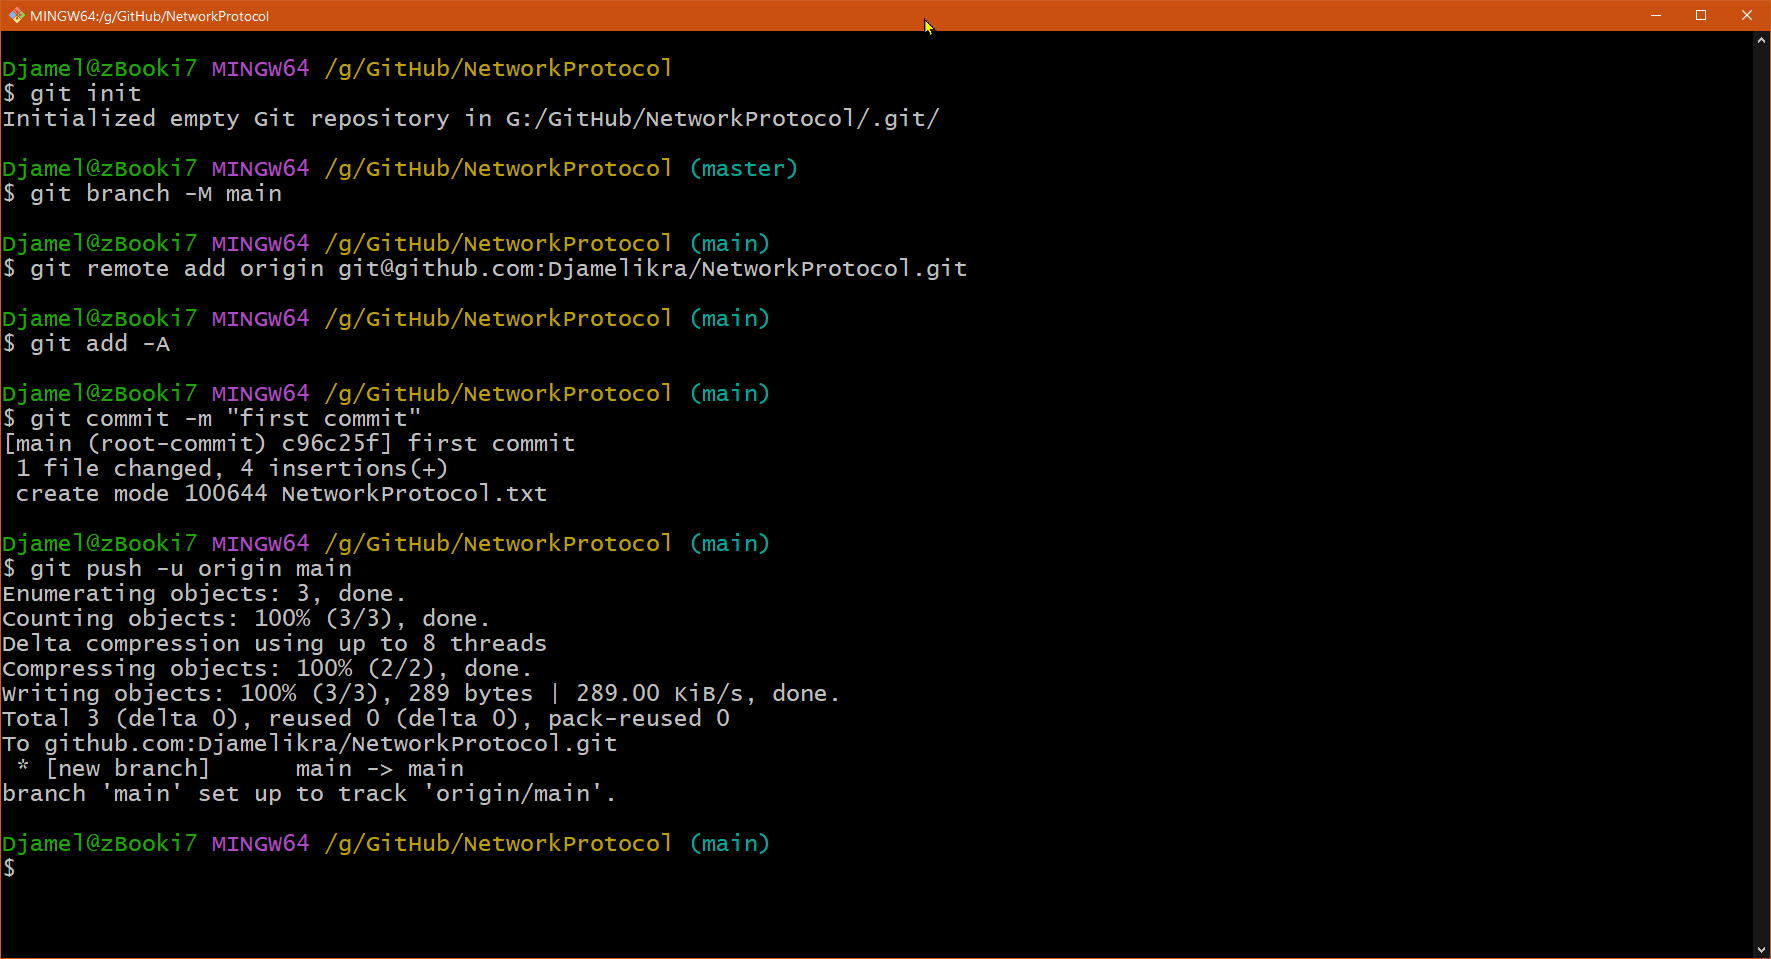 MINGW64:/g/GitHub/NetworkProtocol
Djamel@zBooki7 MINGW64 /g/GitHub/NetworkProtocol
$ git init
Initialized empty Git repository in G:/GitHub/NetworkProtocol/.git/
Djamel@zBooki7 MINGW64 /g/GitHub/NetworkProtocol (master)
$ git branch -M main
Djamel@zBooki7 MINGW64 /g/GitHub/NetworkProtocol (main)
$ git remote add origin git@github.com:Djamelikra/NetworkProtocol.git
Djamel@zBooki7 MINGW64 /g/GitHub/NetworkProtocol (main)
$ git add -A
Djamel@zBooki7 MINGW64 /g/GitHub/NetworkProtocol (main)
$ git commit -m "first commit"
[main (root-commit) c96c25f] first commit
 1 file changed, 4 insertions(+)
 create mode 100644 NetworkProtocol.txt
Djamel@zBooki7 MINGW64 /g/GitHub/NetworkProtocol (main)
$ git push -u origin main
Enumerating objects: 3, done.
Counting objects: 100% (3/3), done.
Delta compression using up to 8 threads
Compressing objects: 100% (2/2), done.
Writing objects: 100% (3/3), 289 bytes | 289.00 KiB/s, done.
Total 3 (delta 0), reused 0 (delta 0), pack-reused 0
To github.com:Djamelikra/NetworkProtocol.git
 * [new branch]      main -> main
branch 'main' set up to track 'origin/main'.
Djamel@zBooki7 MINGW64 /g/GitHub/NetworkProtocol (main)
$